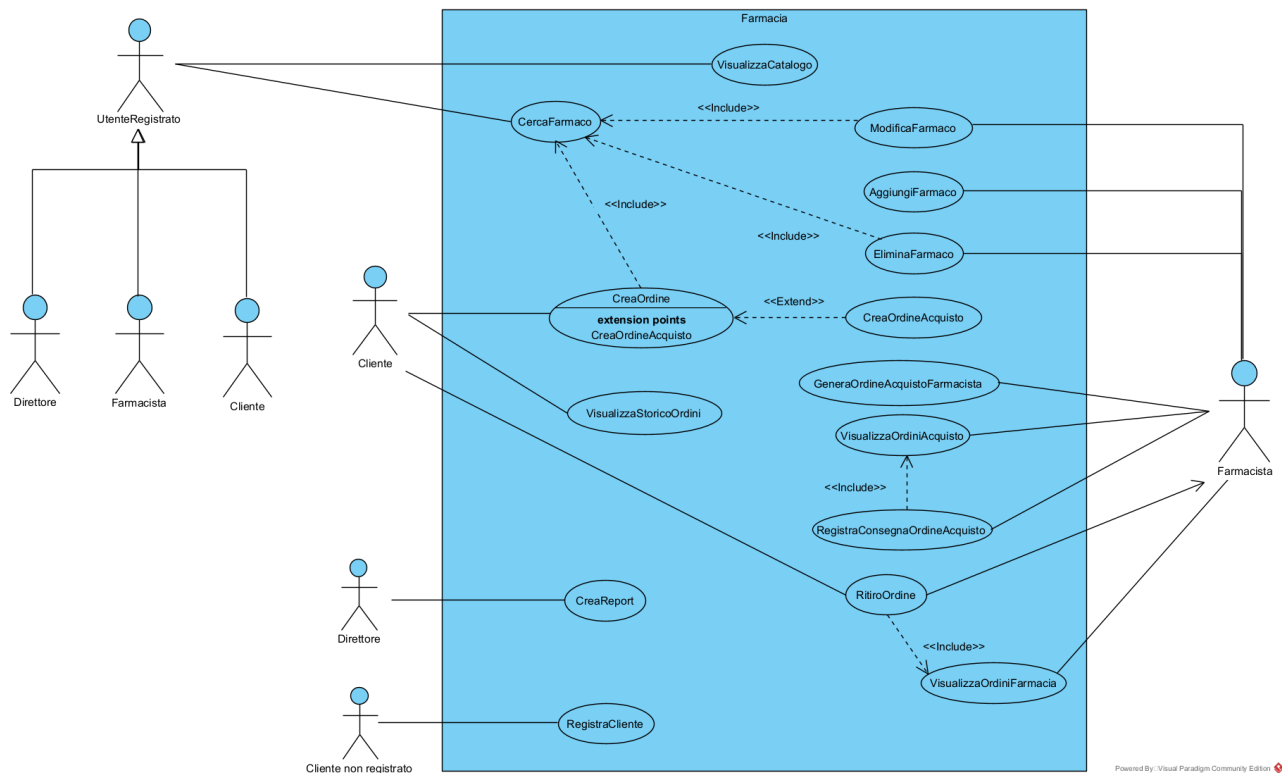 Farmacia
VisualizzaCatalogo
UtenteRegistrato
CercaFarmaco
<<Include>>
ModificaFarmaco
AggiungiFarmaco
<<Include>>
<<Include>>
EliminaFarmaco
CreaOrdine
extension points
CreaOrdineAcquisto
<<Extend>>
CreaOrdineAcquisto
Direttore
Farmacista
Cliente
Cliente
GeneraOrdineAcquistoFarmacista
VisualizzaStoricoOrdini
VisualizzaOrdiniAcquisto
Farmacista
<<Include>>
RegistraConsegnaOrdineAcquisto
RitiroOrdine
CreaReport
Direttore
<<Include>>
VisualizzaOrdiniFarmacia
RegistraCliente
Cliente non registrato
Powered By: Visual Paradigm Community Edition